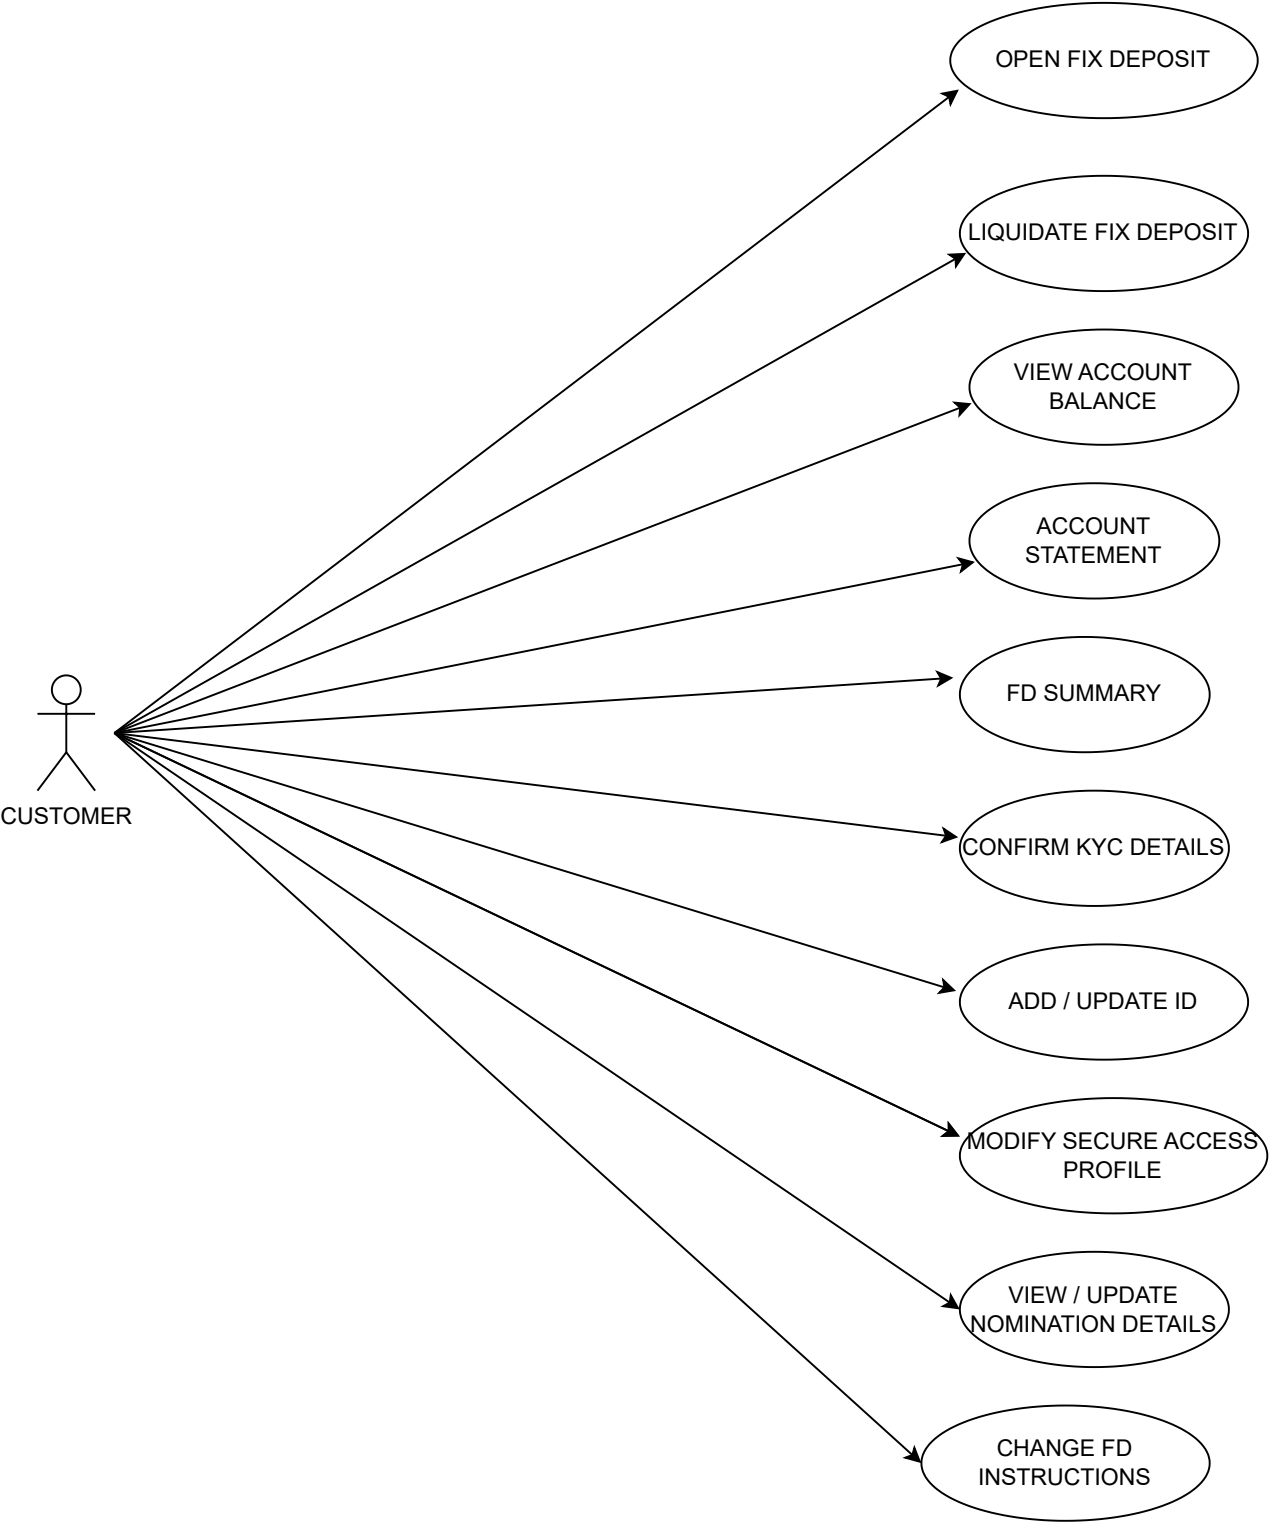 OPEN FIX DEPOSIT
LIQUIDATE FIX DEPOSIT
VIEW ACCOUNT
BALANCE
ACCOUNT
STATEMENT
FD SUMMARY
CUSTOMER
CONFIRM KYC DETAILS
ADD / UPDATE ID
MODIFY SECURE ACCESS
PROFILE
VIEW / UPDATE
NOMINATION DETAILS
CHANGE FD
INSTRUCTIONS